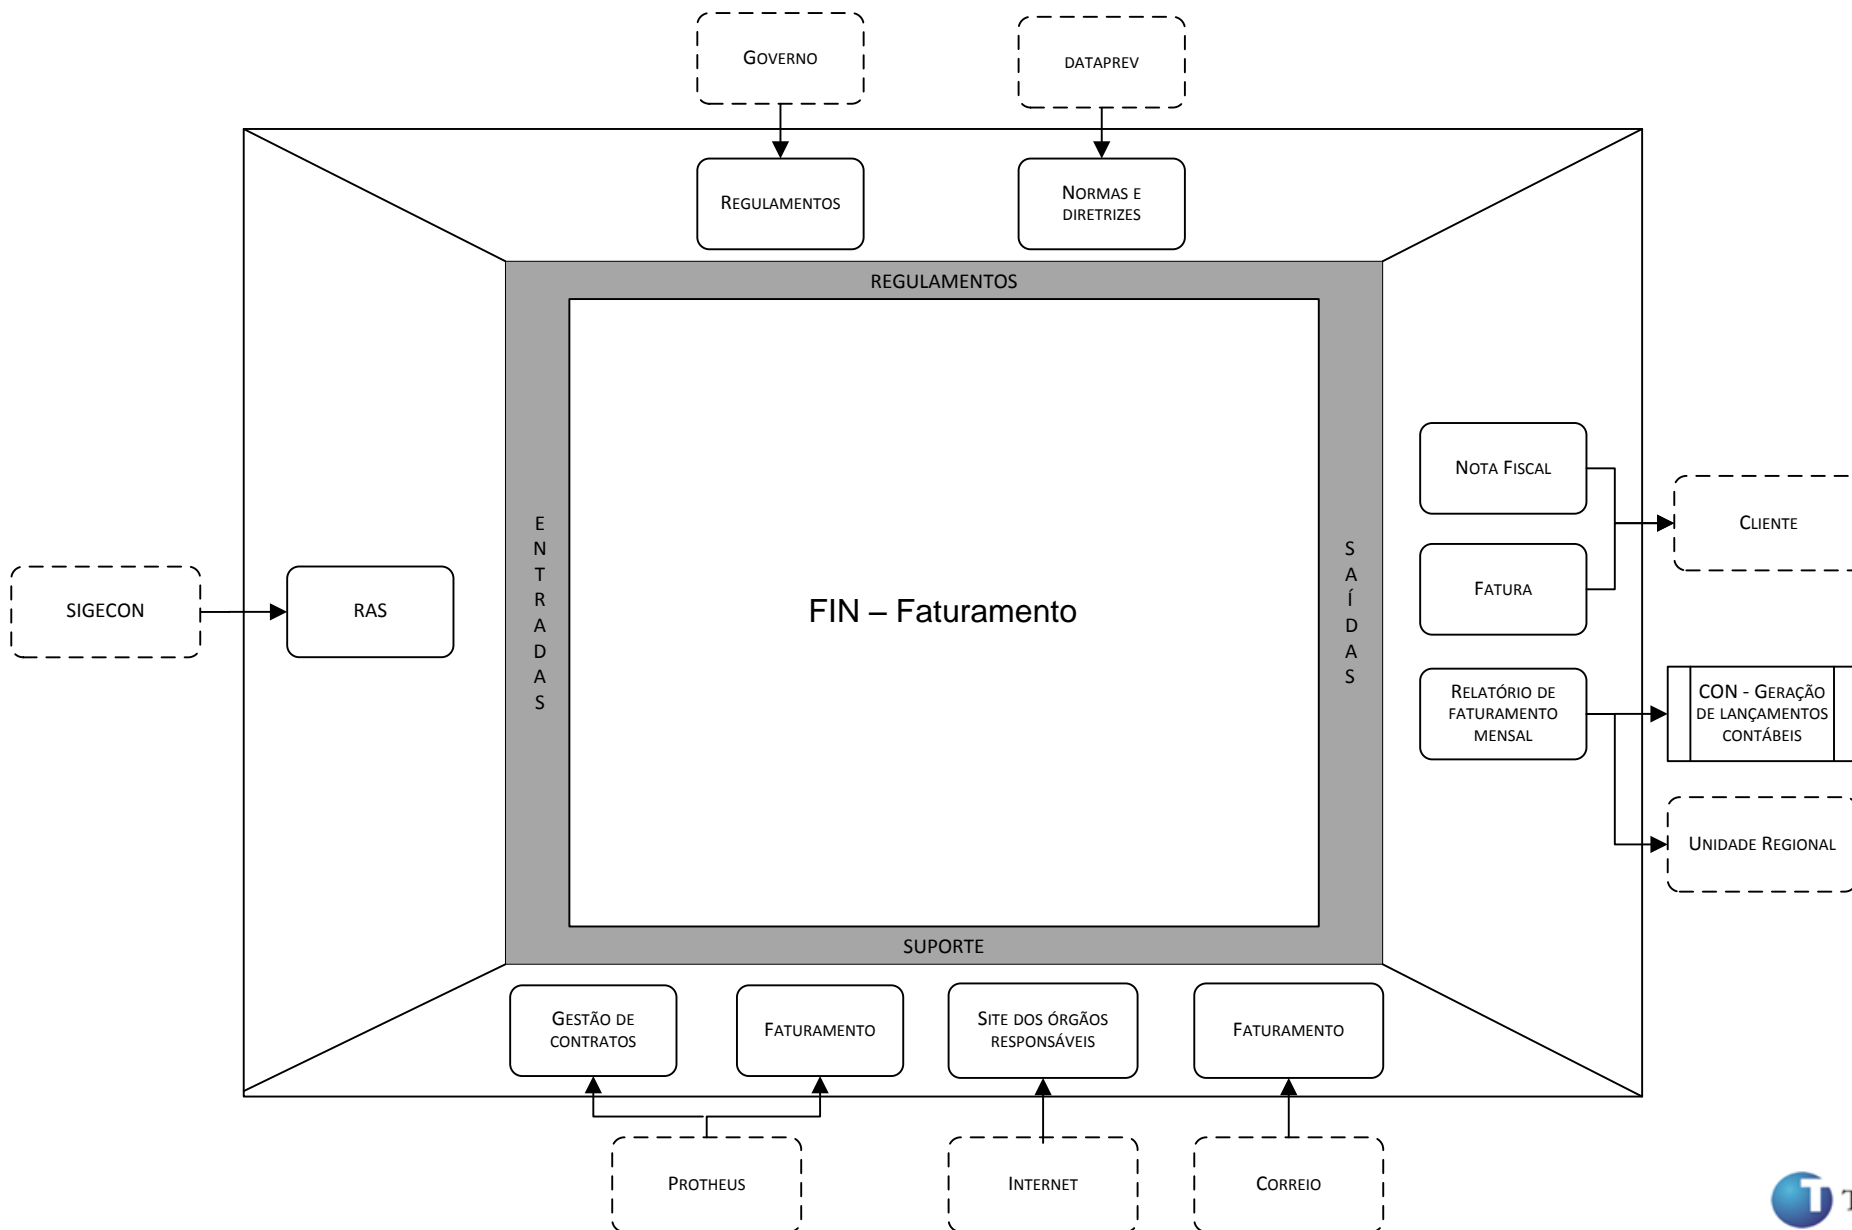 GOVERNO
DATAPREV
REGULAMENTOS
NORMAS E
DIRETRIZES
REGULAMENTOS
ENTRADAS
SAÍDAS
SIGECON
RAS
FIN – Faturamento
NOTA FISCAL
FATURA
CLIENTE
RELATÓRIO DE
FATURAMENTO
MENSAL
CON - GERAÇÃO
DE LANÇAMENTOS
CONTÁBEIS
UNIDADE REGIONAL
SUPORTE
GESTÃO DE
CONTRATOS
FATURAMENTO
SITE DOS ÓRGÃOS
RESPONSÁVEIS
FATURAMENTO
PROTHEUS
INTERNET
CORREIO
T